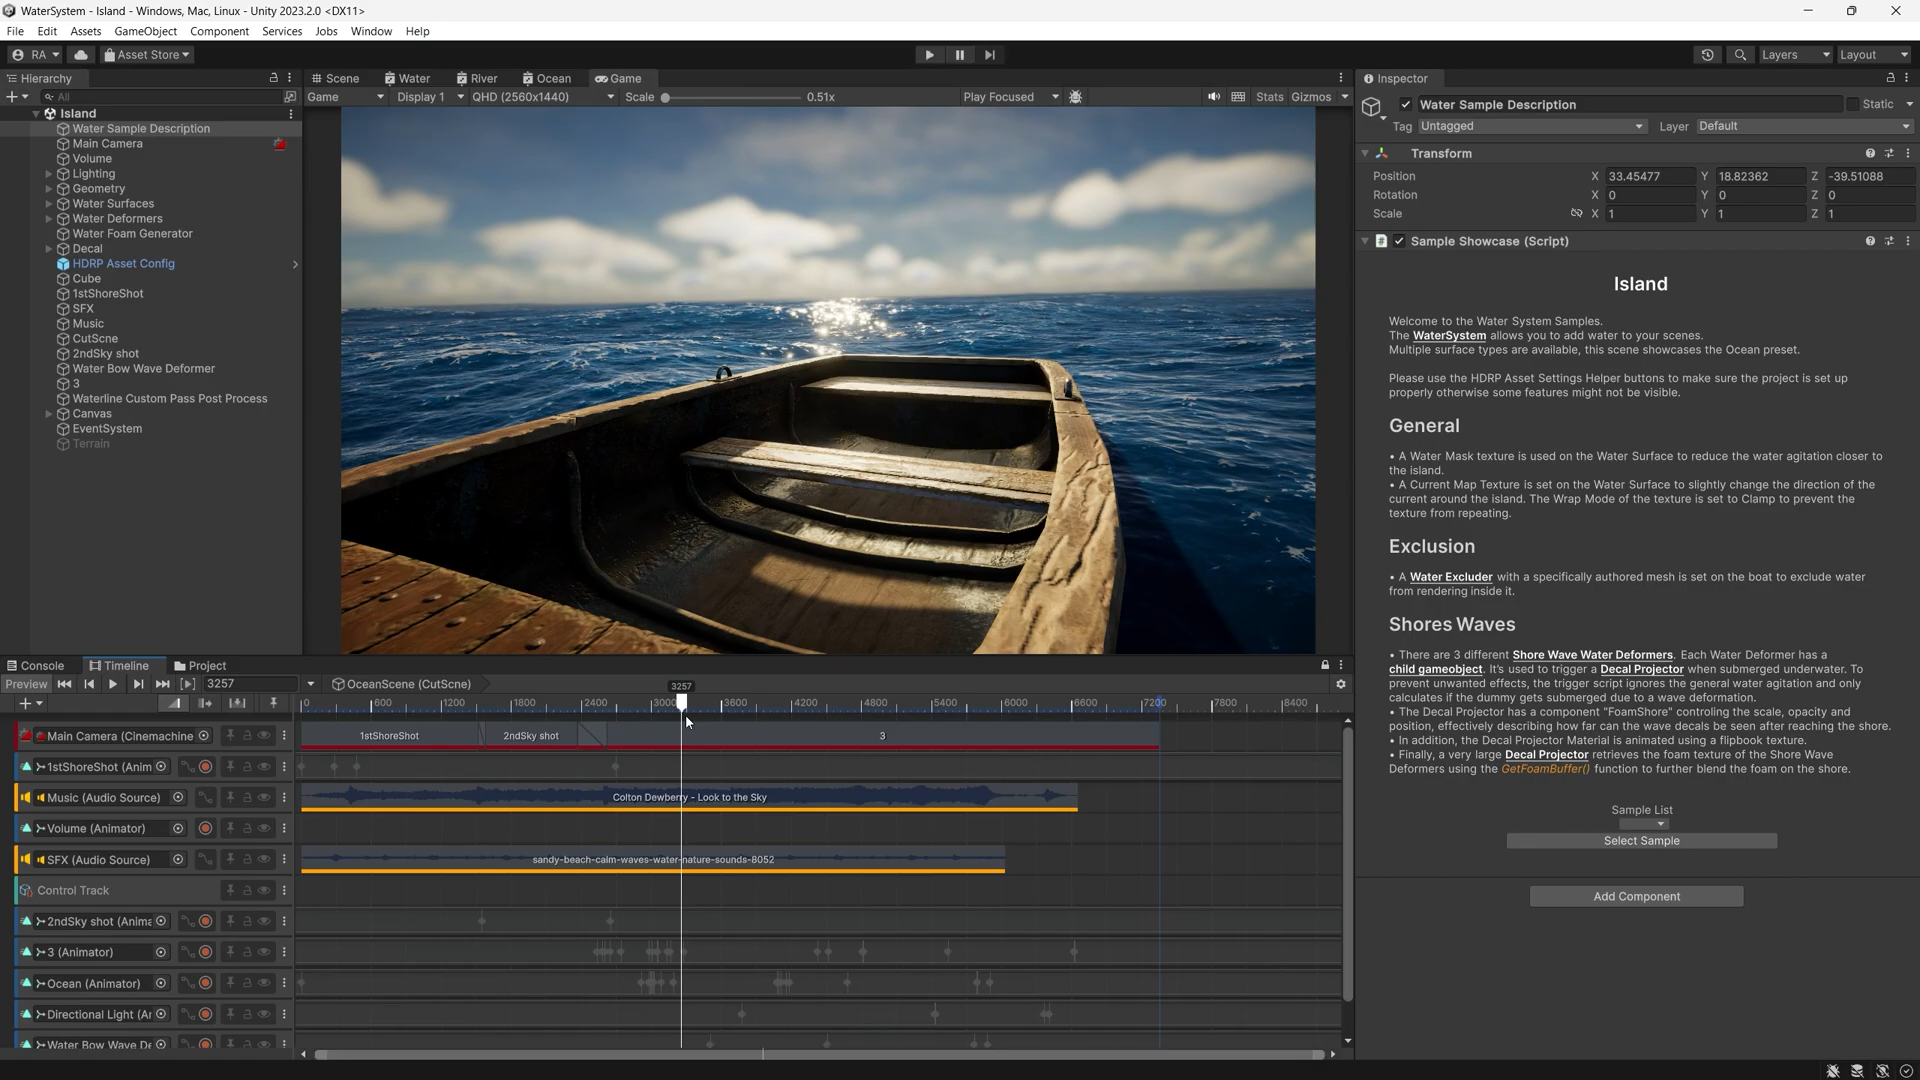 WaterSystem - Island - Windows, Mac, Linux - Unity 2023.2.0 <DX11>
File Edit Assets GameObject Component Services Jobs Window Help
RA Asset Store Layers Layout
Hierarchy
All
Island
Water Sample Description
Main Camera
Volume
Lighting
Geometry
Water Surfaces
Water Deformers
Water Foam Generator
Decal
HDRP Asset Config
Cube
1stShoreShot
SFX
Music
CutScne
2ndSky shot
Water Bow Wave Deformer
3
Waterline Custom Pass Post Process
Canvas
EventSystem
Terrain
Scene Water River Ocean Game
Game Display 1 QHD (2560x1440) Scale 0.51x Play Focused Stats Gizmos
Inspector
Water Sample Description Static
Tag Untagged Layer Default
Transform
Position X 33.45477 Y 18.82362 Z -39.51088
Rotation X 0 Y 0 Z 0
Scale X 1 Y 1 Z 1
Sample Showcase (Script)
Island
Welcome to the Water System Samples.
The WaterSystem allows you to add water to your scenes.
Multiple surface types are available, this scene showcases the Ocean preset.
Please use the HDRP Asset Settings Helper buttons to make sure the project is set up
properly otherwise some features might not be visible.
General
• A Water Mask texture is used on the Water Surface to reduce the water agitation closer to
the island.
• A Current Map Texture is set on the Water Surface to slightly change the direction of the
current around the island. The Wrap Mode of the texture is set to Clamp to prevent the
texture from repeating.
Exclusion
• A Water Excluder with a specifically authored mesh is set on the boat to exclude water
from rendering inside it.
Shores Waves
• There are 3 different Shore Wave Water Deformers. Each Water Deformer has a
child gameobject. It's used to trigger a Decal Projector when submerged underwater. To
prevent unwanted effects, the trigger script ignores the general water agitation and only
calculates if the dummy gets submerged due to a wave deformation.
• The Decal Projector has a component "FoamShore" controling the scale, opacity and
position, effectively describing how far can the wave decals be seen after reaching the shore.
• In addition, the Decal Projector Material is animated using a flipbook texture.
• Finally, a very large Decal Projector retrieves the foam texture of the Shore Wave
Deformers using the GetFoamBuffer() function to further blend the foam on the shore.
Sample List
Select Sample
Add Component
Console Timeline Project
Preview 3257 OceanScene (CutScne) 3257
0 600 1200 1800 2400 3000 3600 4200 4800 5400 6000 6600 7200 7800 8400
Main Camera (Cinemachine 1stShoreShot 2ndSky shot 3
1stShoreShot (Anim
Music (Audio Source) Colton Dewberry - Look to the Sky
Volume (Animator)
SFX (Audio Source) sandy-beach-calm-waves-water-nature-sounds-8052
Control Track
2ndSky shot (Anima
3 (Animator)
Ocean (Animator)
Directional Light (Ar
Water Bow Wave De